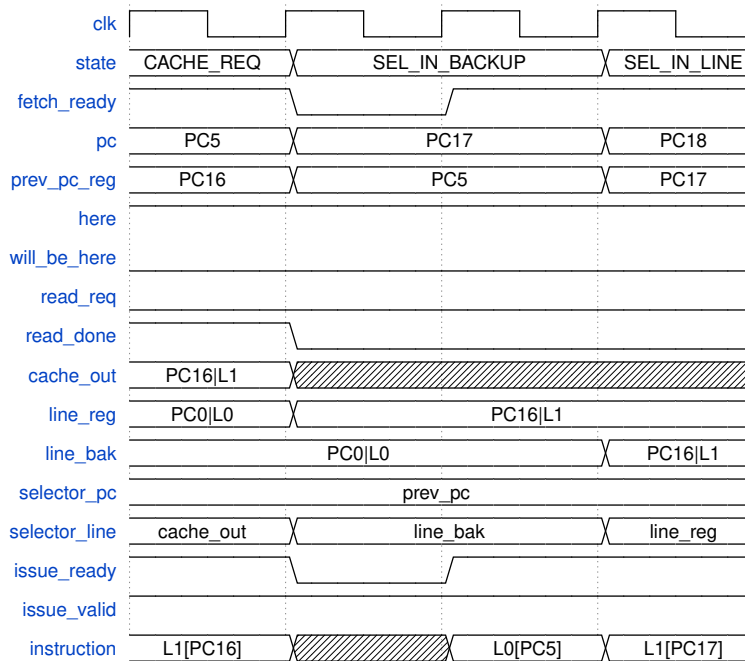 clk
state CACHE_REQ SEL_IN_BACKUP SEL_IN_LINE
fetch_ready
pc PC5 PC17 PC18
prev_pc_reg PC16 PC5 PC17
here
will_be_here
read_req
read_done
cache_out PC16|L1
line_reg PC0|L0 PC16|L1
line_bak PC0|L0 PC16|L1
selector_pc prev_pc
selector_line cache_out line_bak line_reg
issue_ready
issue_valid
instruction L1[PC16] L0[PC5] L1[PC17]